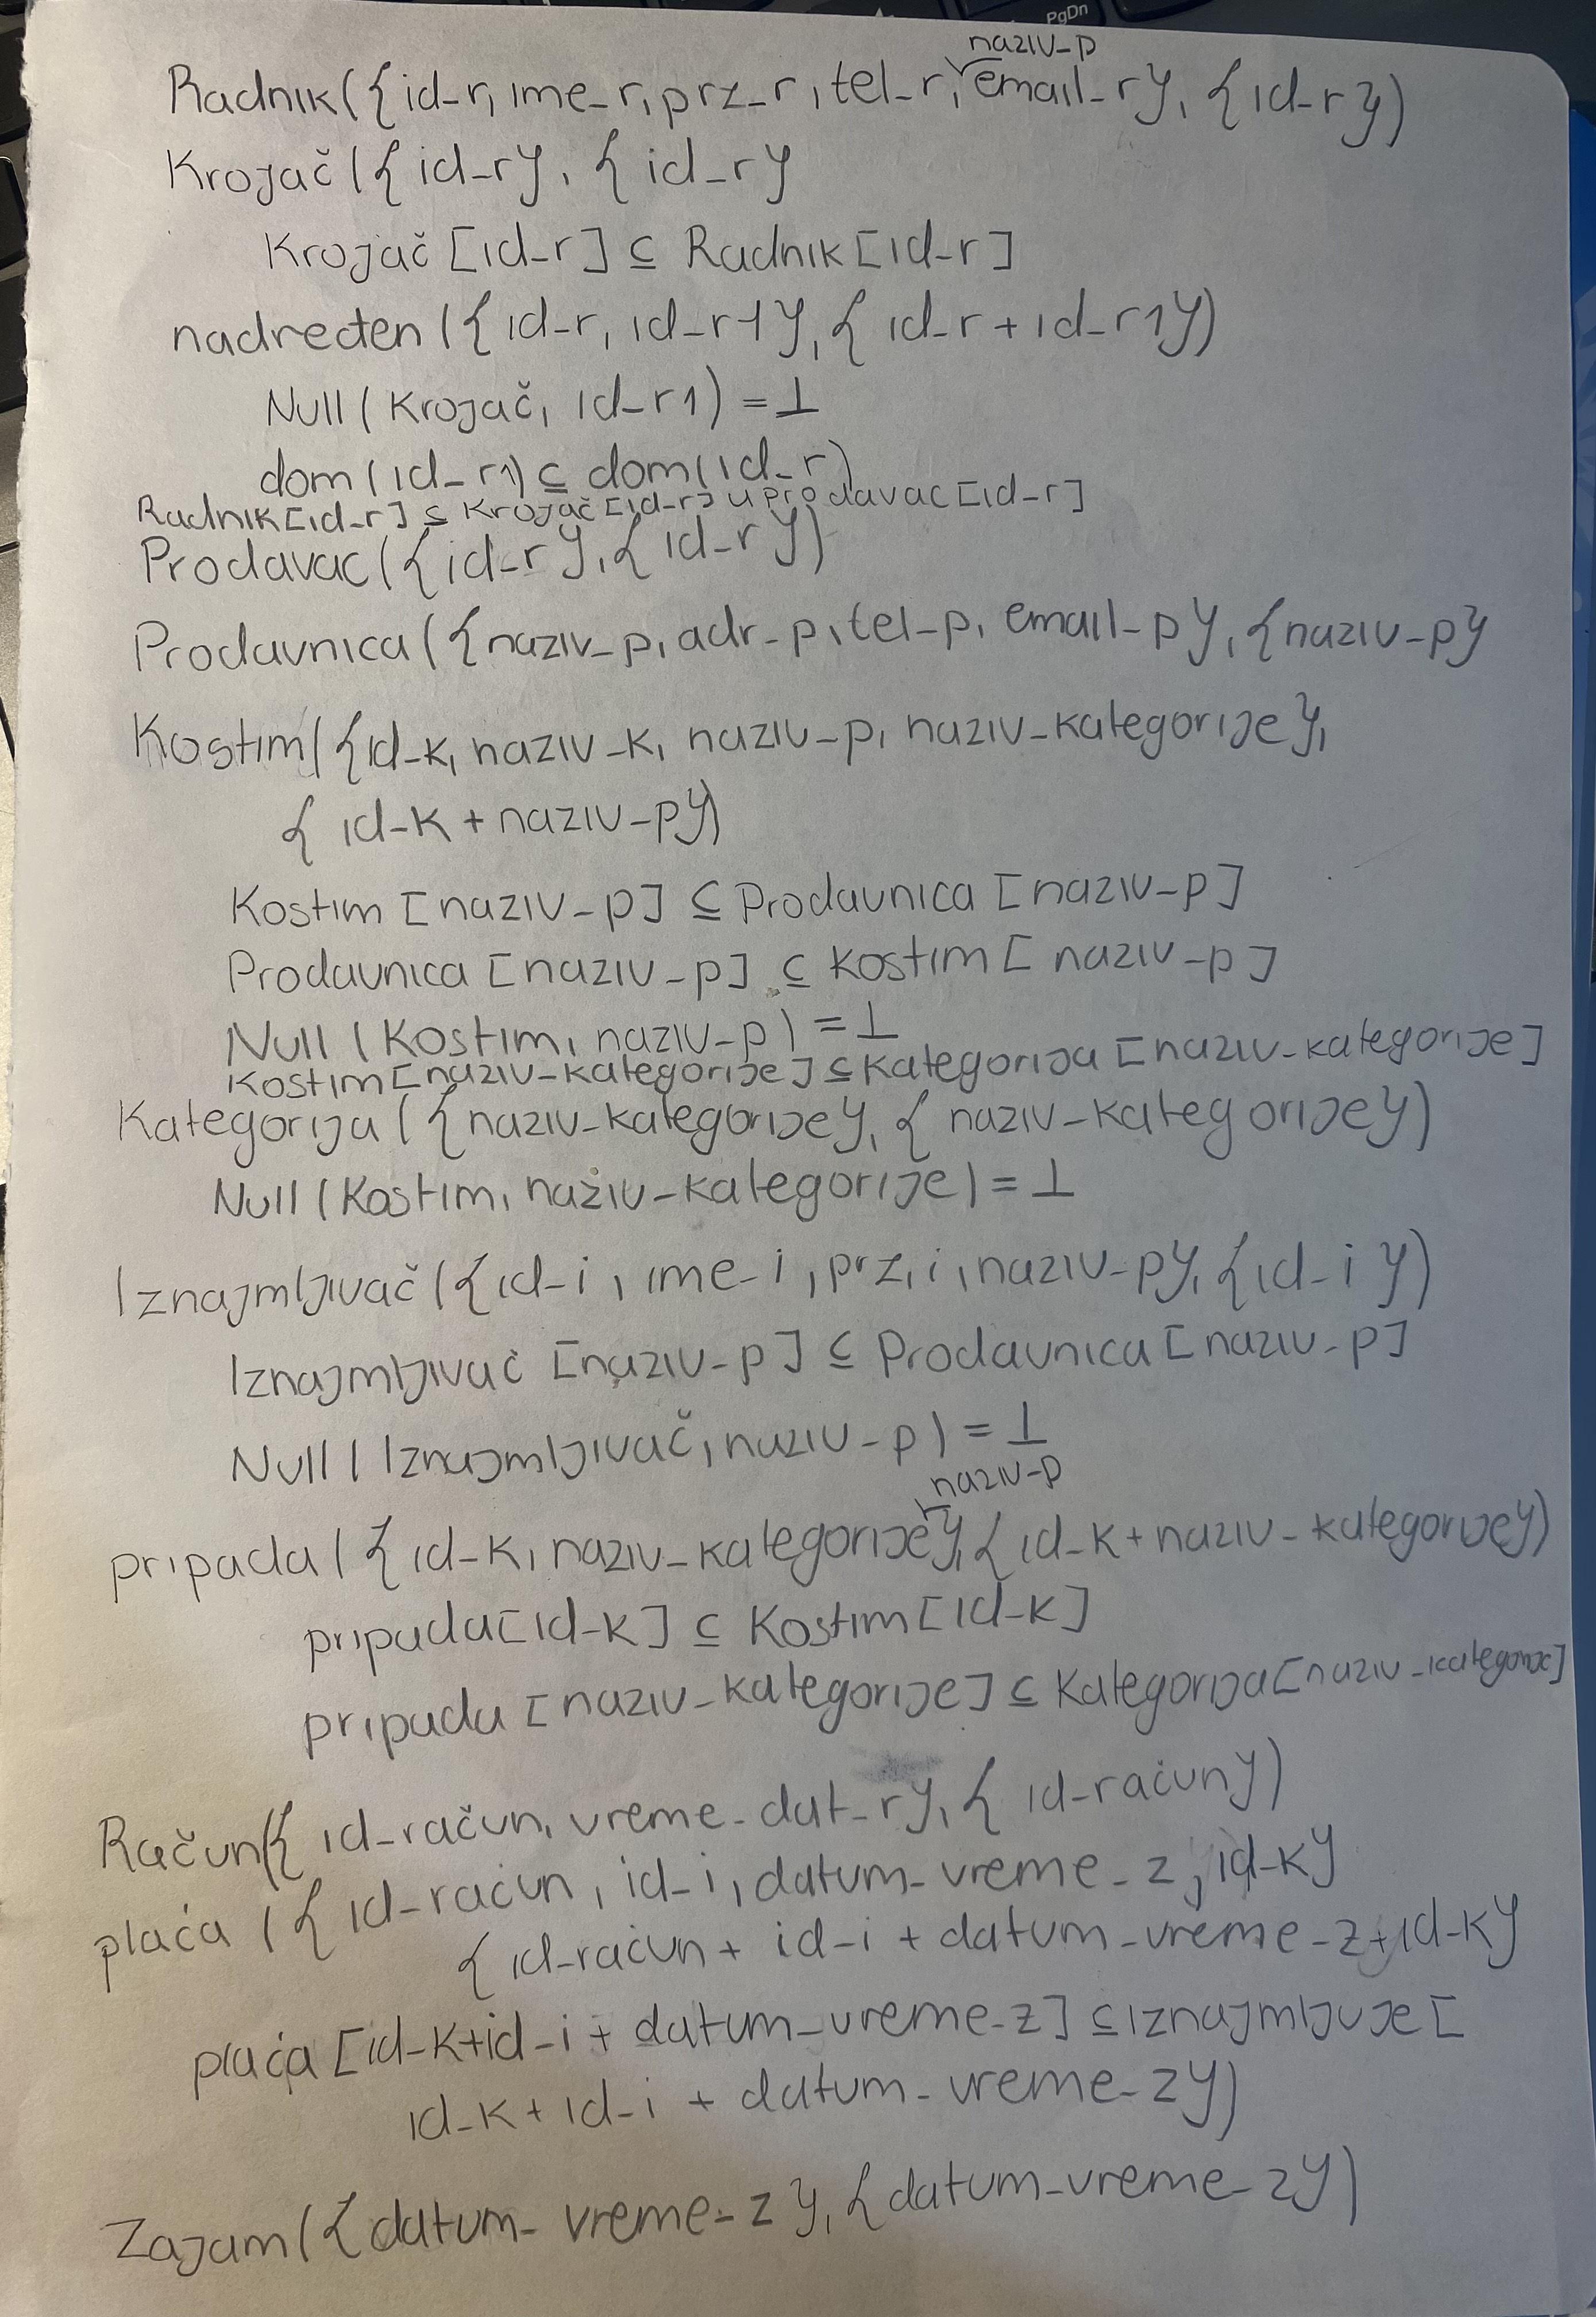 PgDn
naziv-p
Radnik({id-r, ime-r, prz-r, tel-r, email-r}, {id-r})
Krojač({id-r}, {id-r}
Krojač[id-r] ⊆ Radnik[id-r]
nadređen({id-r, id-r1}, {id-r + id-r1})
Null(Krojač, id-r1) = ⊥
dom(id-r1) ⊆ dom(id-r)
Radnik[id-r] ⊆ Krojač[id-r] ∪ Prodavac[id-r]
Prodavac({id-r}, {id-r})
Prodavnica({naziv-p, adr-p, tel-p, email-p}, {naziv-p}
Kostim({id-k, naziv-k, naziv-p, naziv-kategorije},
{id-k + naziv-p})
Kostim[naziv-p] ⊆ Prodavnica[naziv-p]
Prodavnica[naziv-p] ⊆ Kostim[naziv-p]
Null(Kostim, naziv-p) = ⊥
Kostim[naziv-kategorije] ⊆ Kategorija[naziv-kategorije]
Kategorija({naziv-kategorije}, {naziv-kategorije})
Null(Kostim, naziv-kategorije) = ⊥
Iznajmljivač({id-i, ime-i, prz, i, naziv-p}, {id-i})
Iznajmljivač[naziv-p] ⊆ Prodavnica[naziv-p]
Null(Iznajmljivač, naziv-p) = ⊥
naziv-p
pripada({id-k, naziv-kategorije}, {id-k + naziv-kategorije})
pripada[id-k] ⊆ Kostim[id-k]
pripada[naziv-kategorije] ⊆ Kategorija[naziv-kategorije]
Račun({id-račun, vreme-dat-r}, {id-račun})
plaća({id-račun, id-i, datum-vreme-z, id-k}
{id-račun + id-i + datum-vreme-z + id-k}
plaća[id-k+id-i + datum-vreme-z] ⊆ iznajmljuje[
id-k + id-i + datum-vreme-z})
Zajam({datum-vreme-z}, {datum-vreme-z})